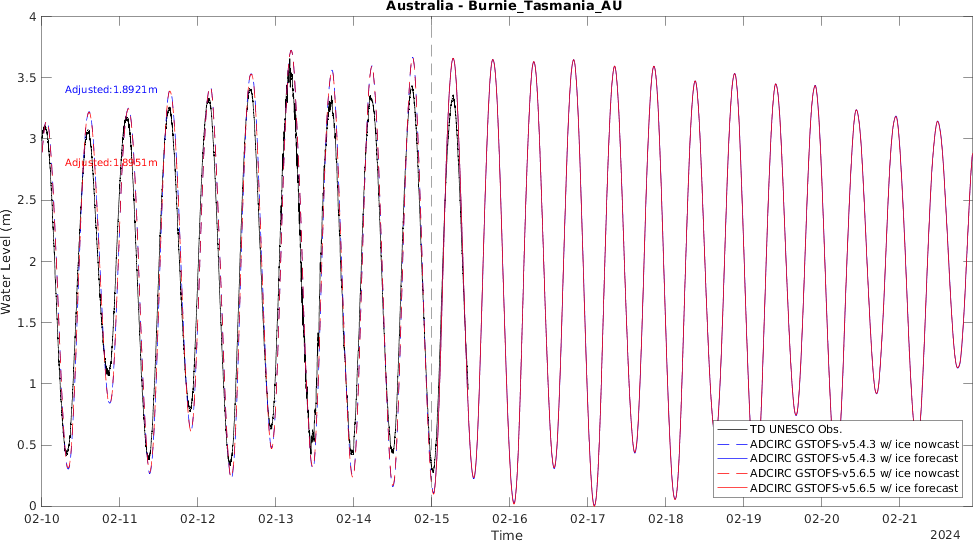 Australia - Burnie_Tasmania_AU
4
3.5
3
2.5
2
1.5
1
0.5
0
Water Level (m)
Adjusted:1.8921m
Adjusted:1.8951m
TD UNESCO Obs.
ADCIRC GSTOFS-v5.4.3 w/ ice nowcast
ADCIRC GSTOFS-v5.4.3 w/ ice forecast
ADCIRC GSTOFS-v5.6.5 w/ ice nowcast
ADCIRC GSTOFS-v5.6.5 w/ ice forecast
02-10 02-11 02-12 02-13 02-14 02-15 02-16 02-17 02-18 02-19 02-20 02-21
Time
2024